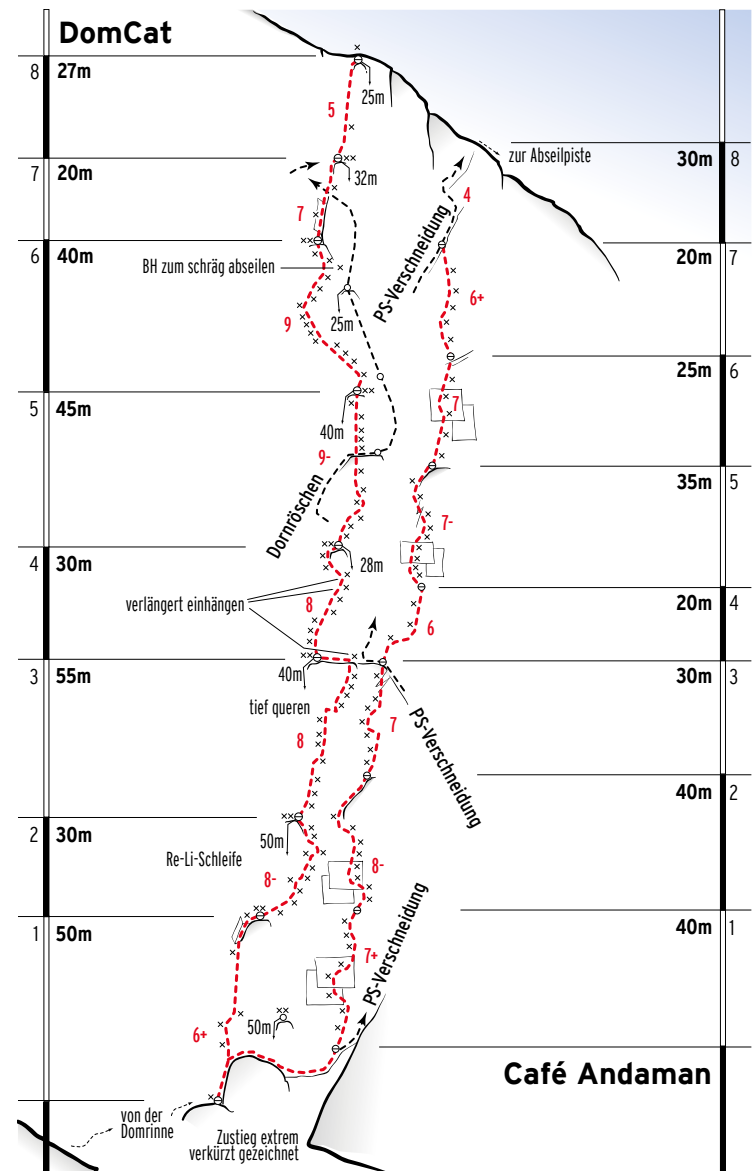 DomCat
8 27m
25m
5
zur Abseilpiste
30m 8
7 20m
32m
4
7
PS-Verschneidung
6 40m
20m 7
BH zum schräg abseilen
6+
25m
9
25m 6
5 45m
7
40m
9-
35m 5
Dornröschen
7-
4 30m
28m
20m 4
verlängert einhängen
8
6
3 55m
40m
30m 3
tief queren
7
8
PS-Verschneidung
40m 2
2 30m
50m
Re-Li-Schleife
8-
8-
1 50m
40m 1
7+
PS-Verschneidung
50m
6+
Café Andaman
von der
Domrinne
Zustieg extrem
verkürzt gezeichnet